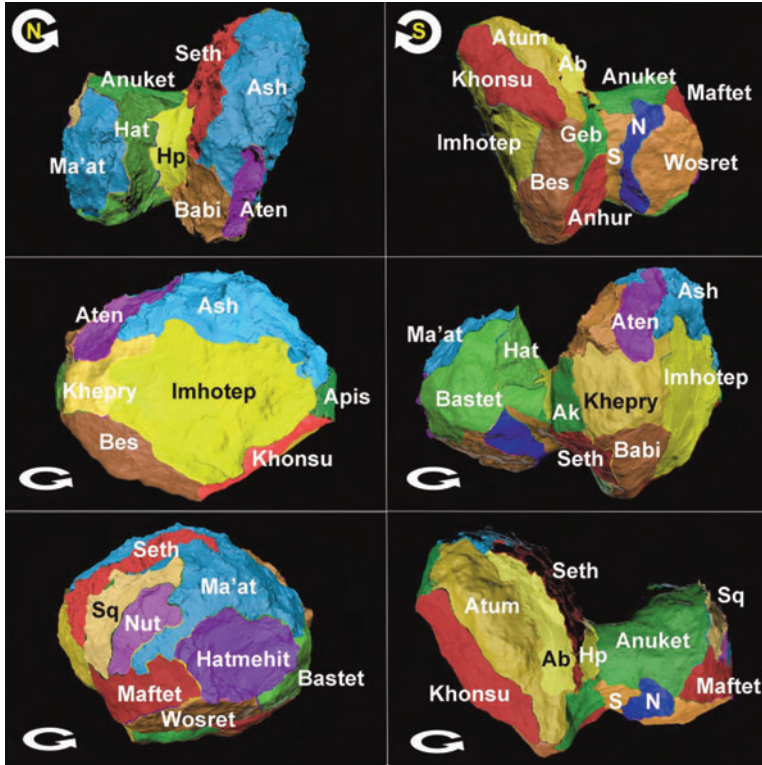 N
Seth
Anuket
Ash
Hat
Ma'at
Hp
Babi
Aten
S
Atum
Ab
Khonsu
Anuket
Maftet
Geb
N
Imhotep
S
Wosret
Bes
Anhur
Aten
Ash
Khepry
Imhotep
Apis
Bes
Khonsu
Ash
Ma'at
Aten
Hat
Imhotep
Bastet
Ak
Khepry
Babi
Seth
Seth
Ma'at
Sq
Nut
Hatmehit
Bastet
Maftet
Wosret
Seth
Sq
Atum
Anuket
Ab
Hp
Khonsu
Maftet
S
N